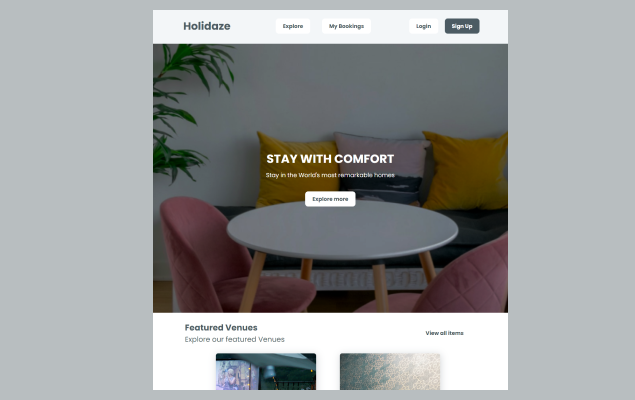 Holidaze
Explore
My Bookings
Login
Sign Up
STAY WITH COMFORT
Stay in the World's most remarkable homes
Explore more
Featured Venues
Explore our featured Venues
View all items